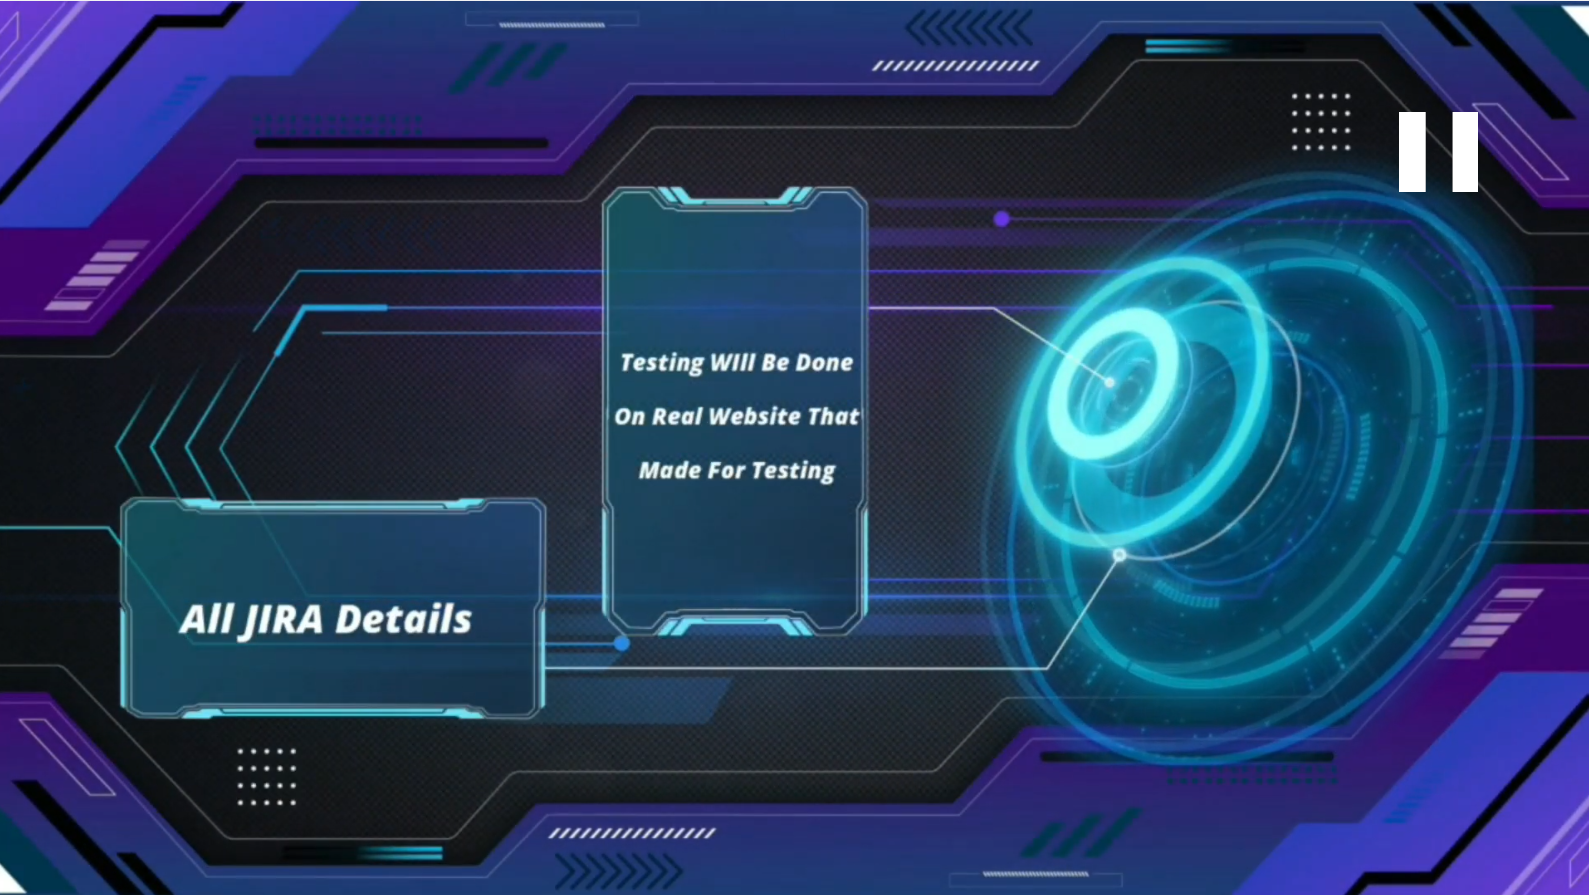 Testing WIll Be Done
On Real Website That
Made For Testing
All JIRA Details